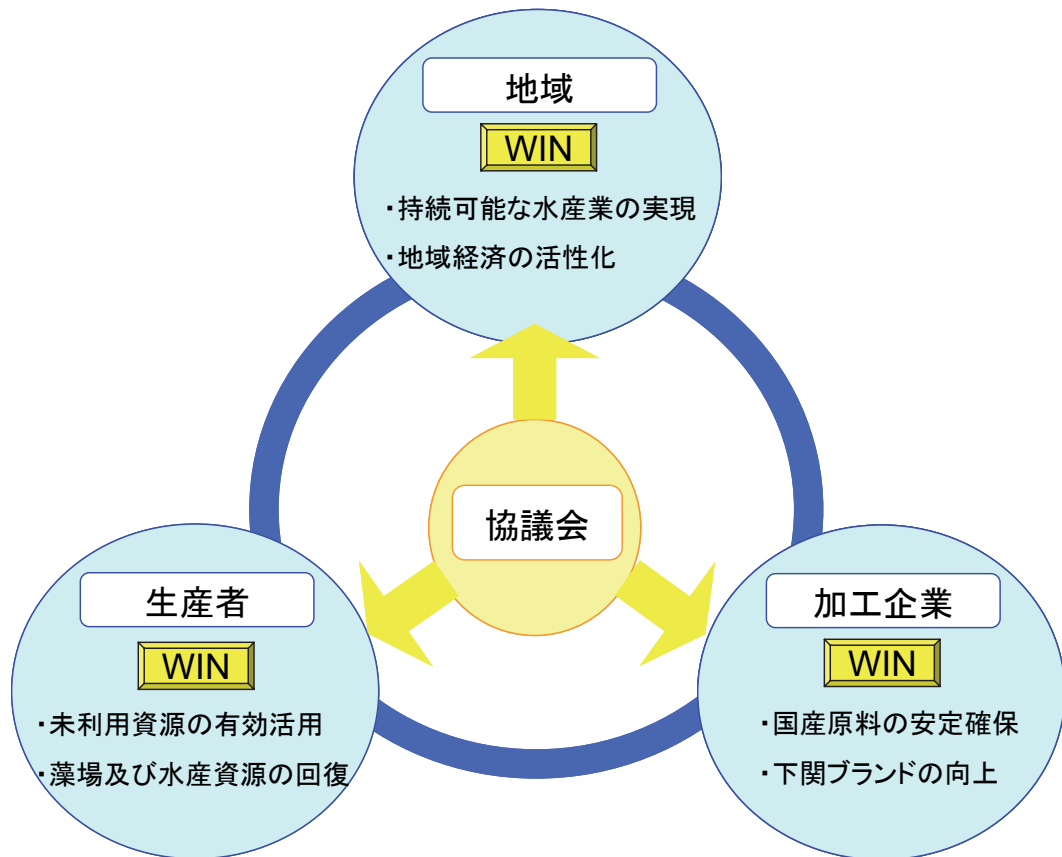 地域
WIN
・持続可能な水産業の実現
・地域経済の活性化
協議会
生産者
WIN
・未利用資源の有効活用
・藻場及び水産資源の回復
加工企業
WIN
・国産原料の安定確保
・下関ブランドの向上